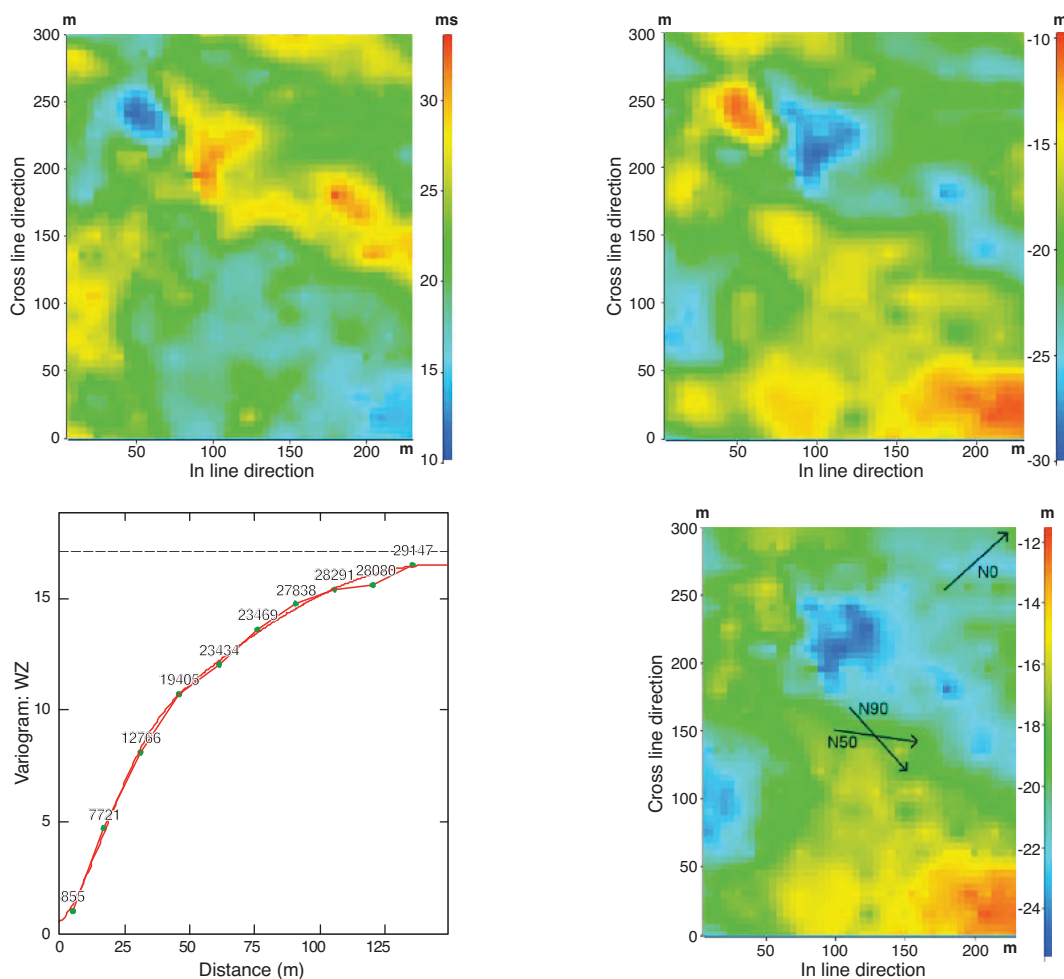 m
ms
300
250
200
150
100
50
0
30
25
20
15
10
50 100 150 200 m
Cross line direction
In line direction
m
m
300
250
200
150
100
50
0
-10
-15
-20
-25
-30
50 100 150 200 m
Cross line direction
In line direction
15
10
5
0
855
7721
12766
19405
23434
23469
27838
28291
28080
29147
0 25 50 75 100 125
Variogram: WZ
Distance (m)
m
m
300
250
200
150
100
50
0
N0
N90
N50
-12
-14
-16
-18
-20
-22
-24
50 100 150 200 m
Cross line direction
In line direction